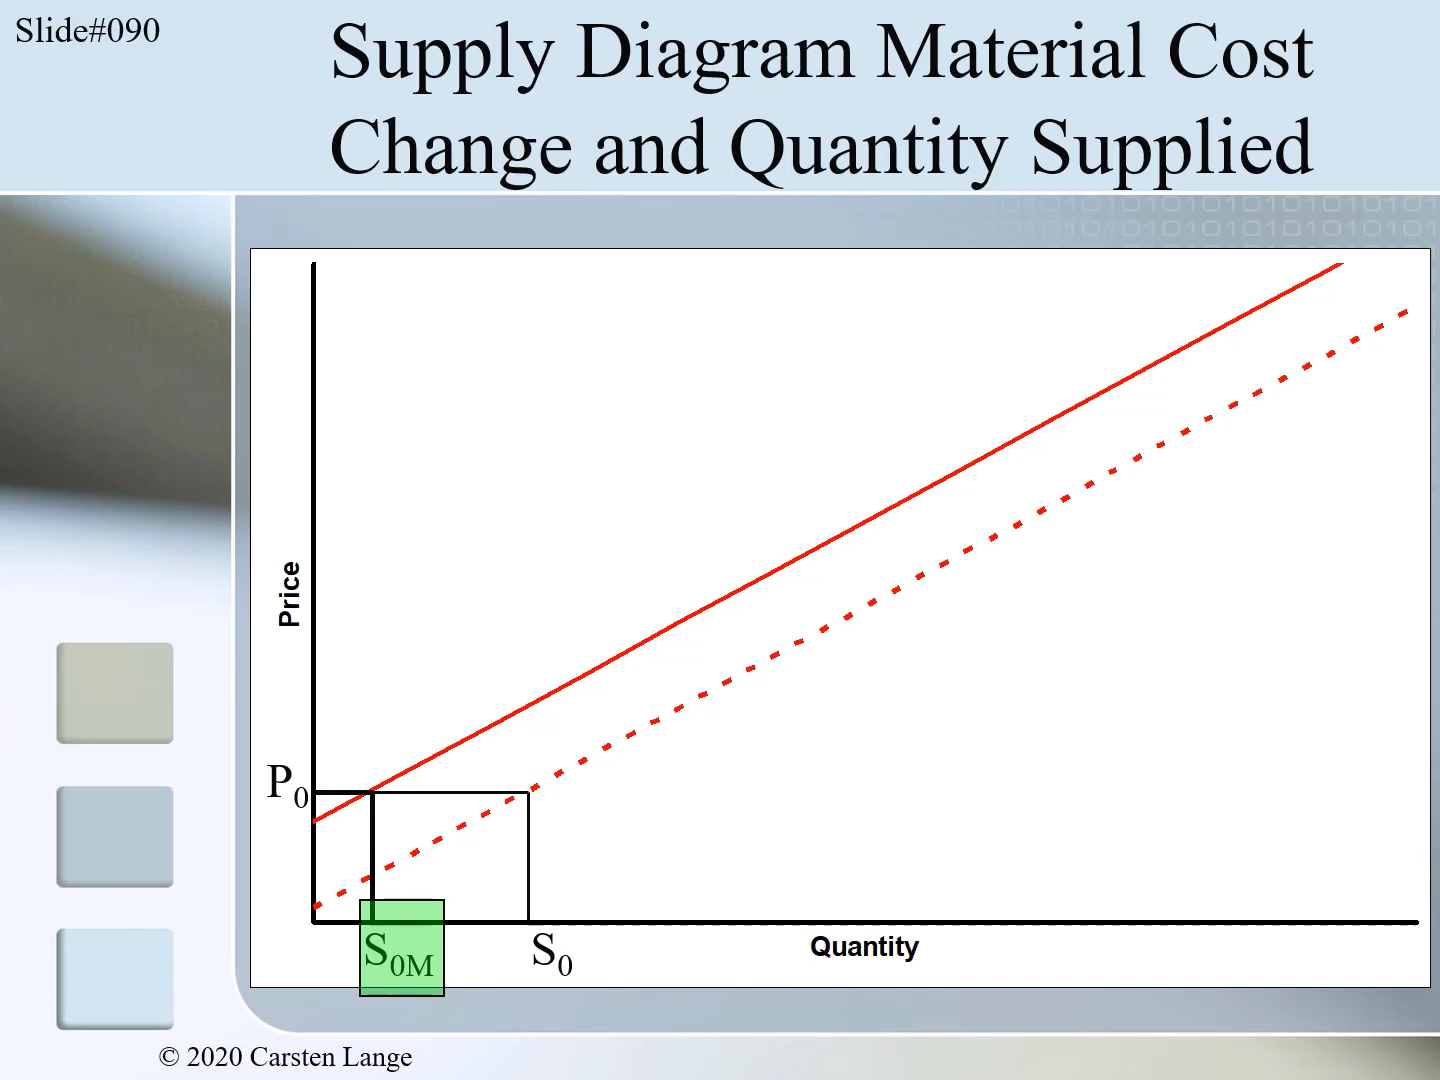 Slide#090
Supply Diagram Material Cost
Change and Quantity Supplied
Price
P0
S0M
S0
Quantity
© 2020 Carsten Lange